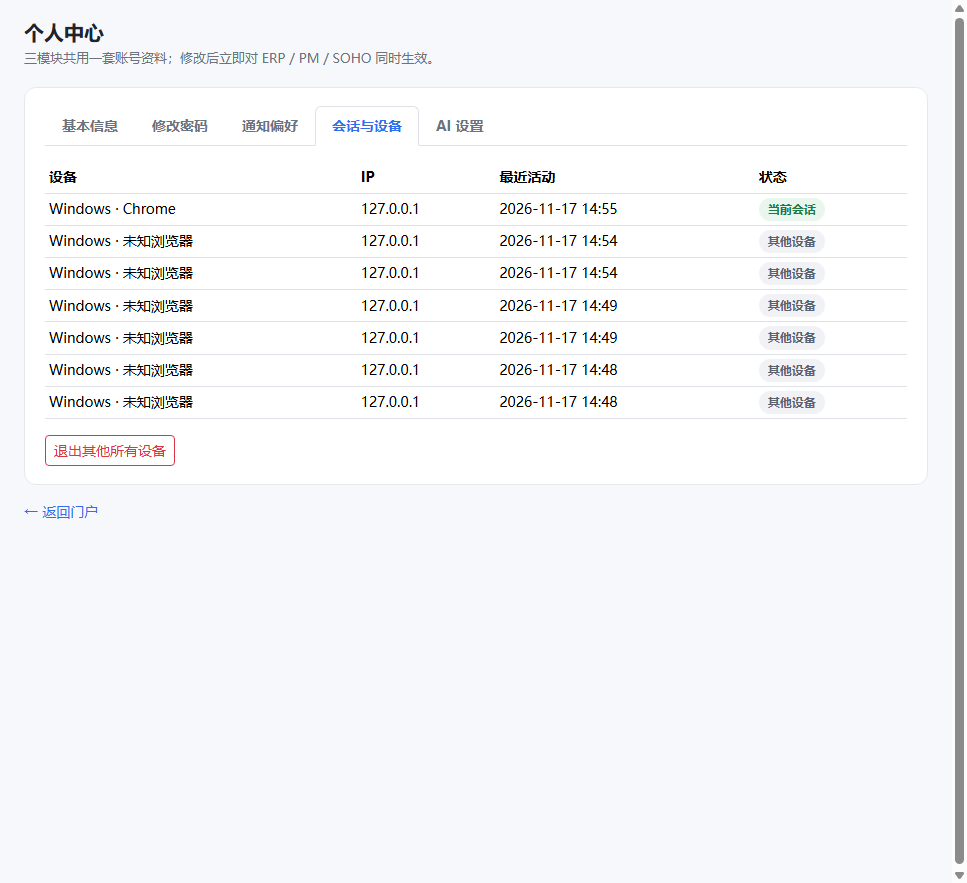 个人中心
三模块共用一套账号资料；修改后立即对 ERP / PM / SOHO 同时生效。
基本信息 修改密码 通知偏好 会话与设备 AI 设置
设备 IP 最近活动 状态
Windows · Chrome 127.0.0.1 2026-11-17 14:55 当前会话
Windows · 未知浏览器 127.0.0.1 2026-11-17 14:54 其他设备
Windows · 未知浏览器 127.0.0.1 2026-11-17 14:54 其他设备
Windows · 未知浏览器 127.0.0.1 2026-11-17 14:49 其他设备
Windows · 未知浏览器 127.0.0.1 2026-11-17 14:49 其他设备
Windows · 未知浏览器 127.0.0.1 2026-11-17 14:48 其他设备
Windows · 未知浏览器 127.0.0.1 2026-11-17 14:48 其他设备
退出其他所有设备
← 返回门户